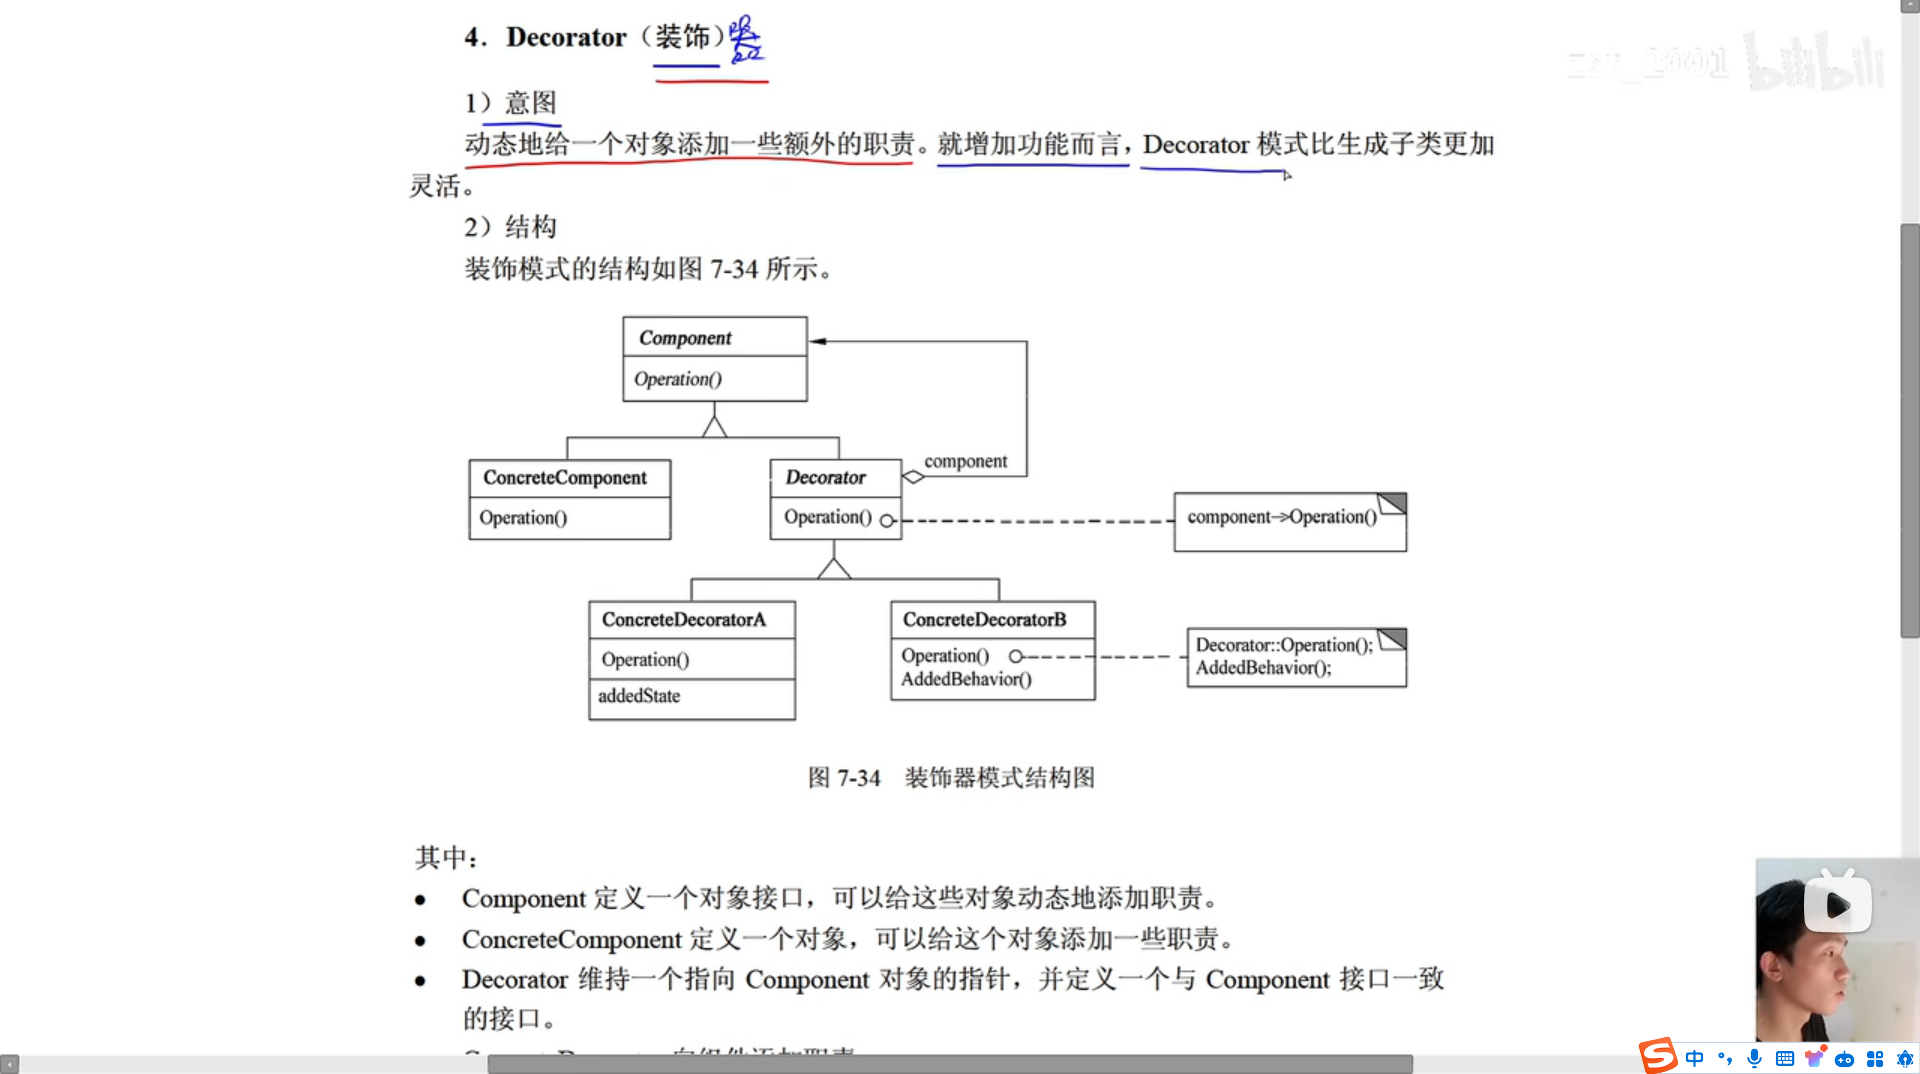 4. Decorator（装饰）器
zst_2001 bilibili
1）意图
动态地给一个对象添加一些额外的职责。就增加功能而言，Decorator 模式比生成子类更加
灵活。
2）结构
装饰模式的结构如图 7-34 所示。
Component
Operation()
component
ConcreteComponent
Operation()
Decorator
Operation()
component->Operation()
ConcreteDecoratorA
Operation()
addedState
ConcreteDecoratorB
Operation()
AddedBehavior()
Decorator::Operation();
AddedBehavior();
图 7-34 装饰器模式结构图
其中：
● Component 定义一个对象接口，可以给这些对象动态地添加职责。
● ConcreteComponent 定义一个对象，可以给这个对象添加一些职责。
● Decorator 维持一个指向 Component 对象的指针，并定义一个与 Component 接口一致
的接口。
中